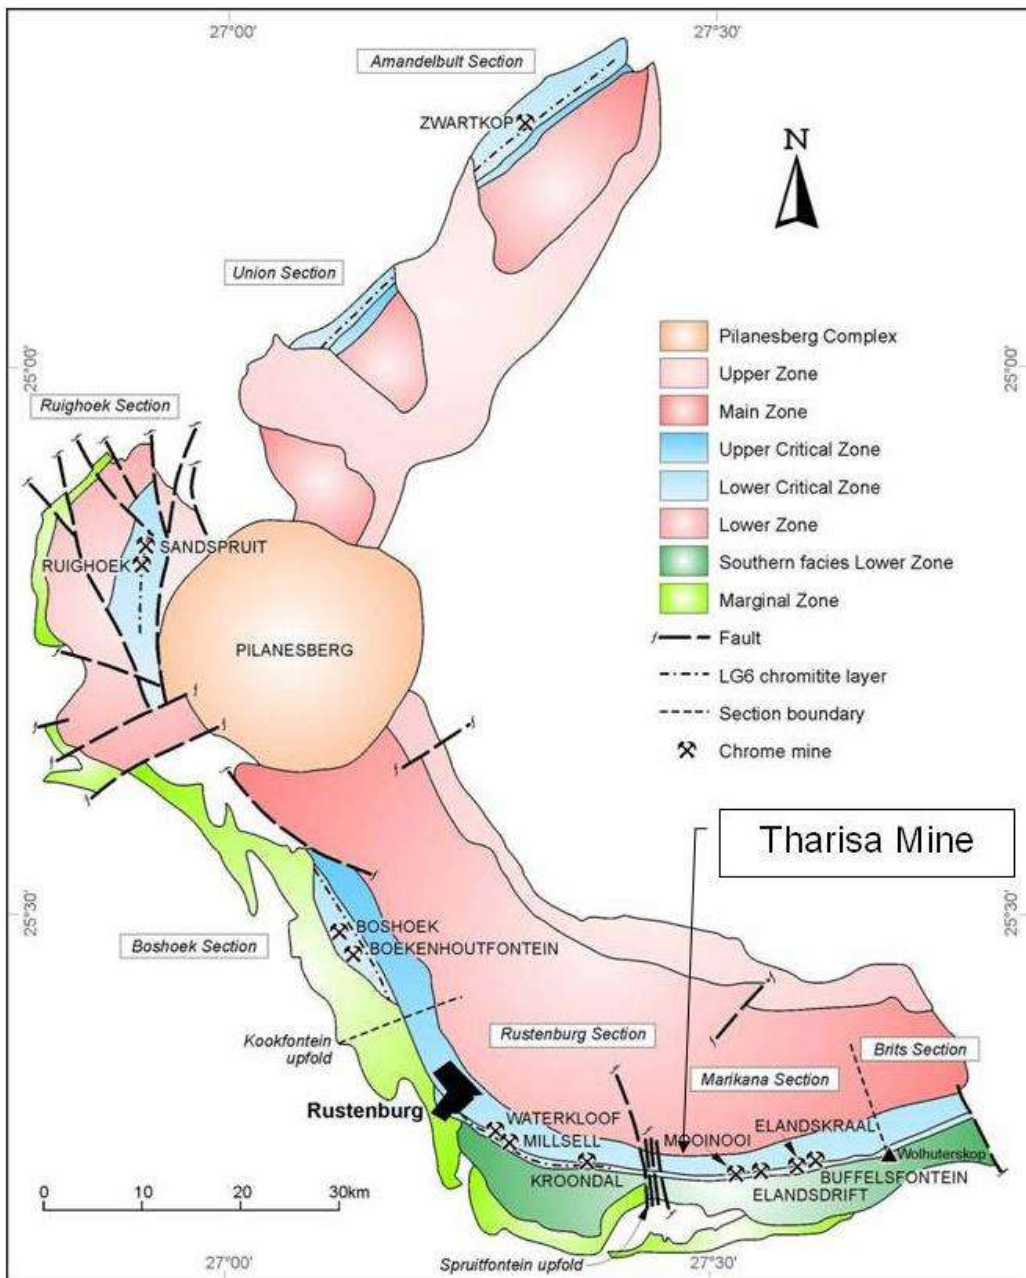 27°00'
27°30'
Amandelbult Section
ZWARTKOP
N
Union Section
25°00'
25°00'
Pilanesberg Complex
Upper Zone
Main Zone
Upper Critical Zone
Lower Critical Zone
Lower Zone
Southern facies Lower Zone
Marginal Zone
Fault
LG6 chromitite layer
Section boundary
Chrome mine
Ruighoek Section
SANDSPRUIT
RUIGHOEK
PILANESBERG
Tharisa Mine
25°30'
25°30'
Boshoek Section
BOSHOEK
BOEKENHOUTFONTEIN
Kookfontein
upfold
Rustenburg Section
Brits Section
Marikana Section
Rustenburg
WATERKLOOF
MILLSELL
MOOINOOI
ELANDSKRAAL
Wolhuterskop
KROONDAL
BUFFELSFONTEIN
ELANDSDRIFT
0 10 20 30km
Spruitfontein upfold
27°00'
27°30'